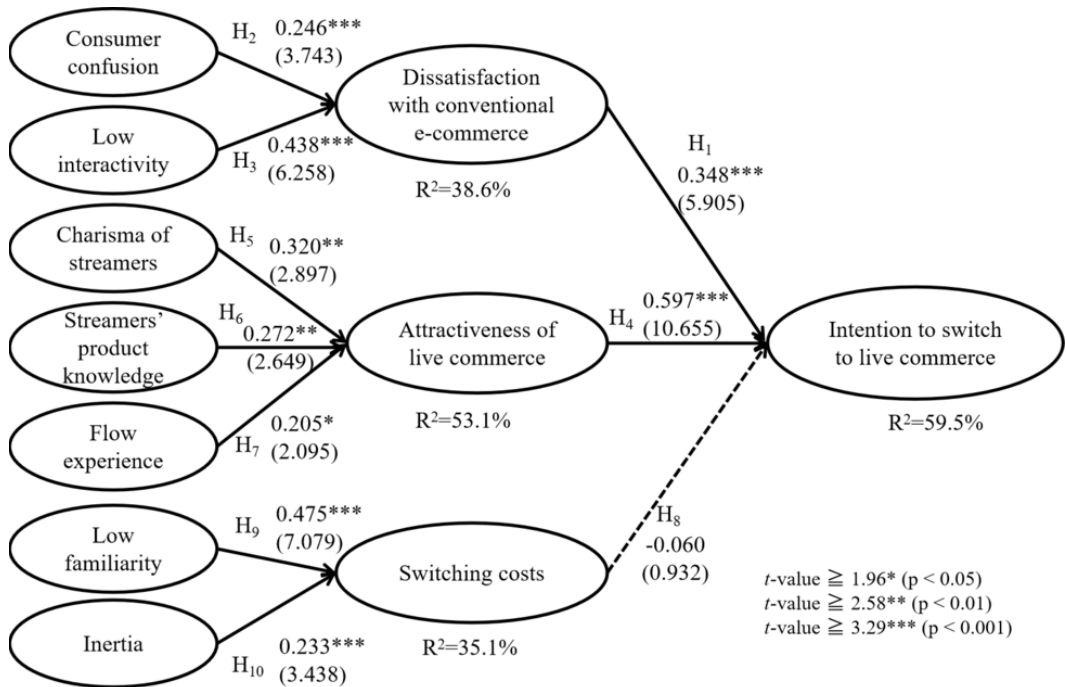 Consumer
confusion
H2
0.246***
(3.743)
Low
interactivity
H3
0.438***
(6.258)
Dissatisfaction
with conventional
e-commerce
R²=38.6%
H1
0.348***
(5.905)
Charisma of
streamers
H5
0.320**
(2.897)
Streamers’
product
knowledge
H6
0.272**
(2.649)
Flow
experience
H7
0.205*
(2.095)
Attractiveness of
live commerce
R²=53.1%
H4
0.597***
(10.655)
Intention to switch
to live commerce
R²=59.5%
Low
familiarity
H9
0.475***
(7.079)
Inertia
H10
0.233***
(3.438)
Switching costs
R²=35.1%
H8
-0.060
(0.932)
t-value ≧ 1.96* (p < 0.05)
t-value ≧ 2.58** (p < 0.01)
t-value ≧ 3.29*** (p < 0.001)